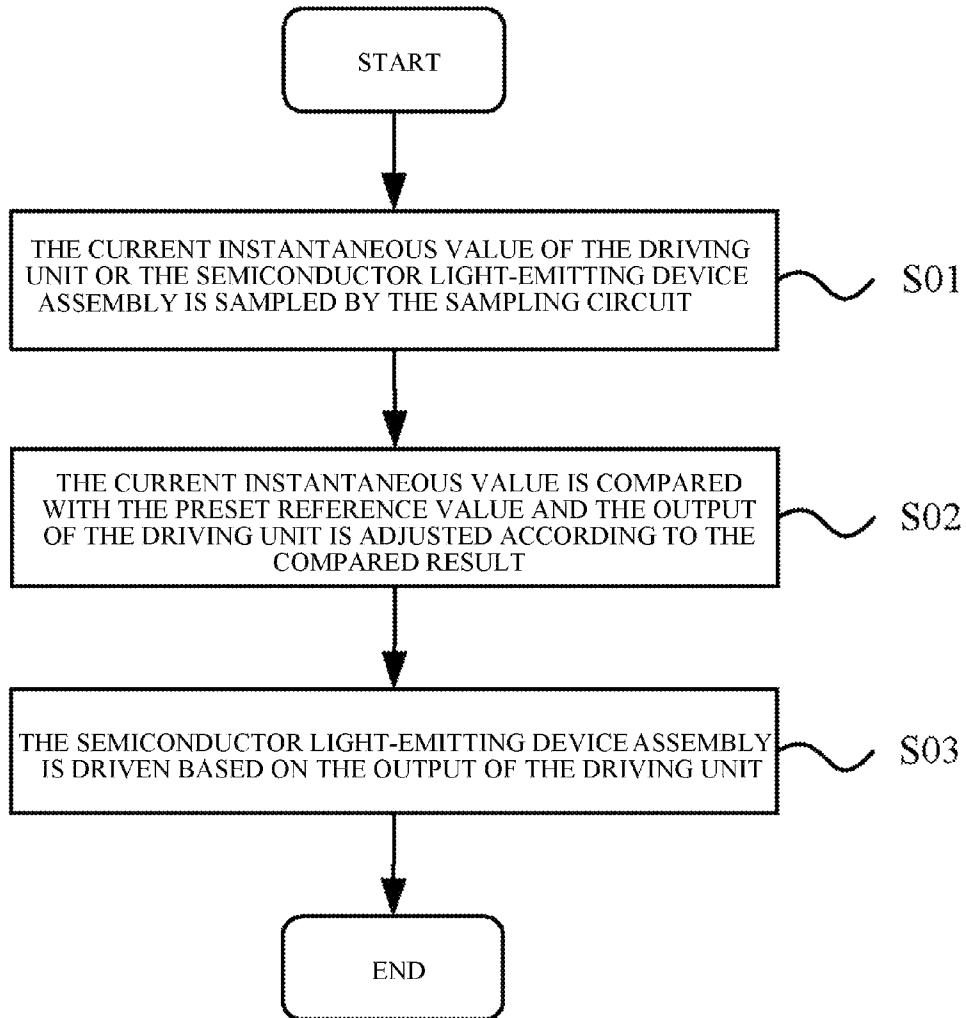 START
THE CURRENT INSTANTANEOUS VALUE OF THE DRIVING
UNIT OR THE SEMICONDUCTOR LIGHT-EMITTING DEVICE
ASSEMBLY IS SAMPLED BY THE SAMPLING CIRCUIT
S01
THE CURRENT INSTANTANEOUS VALUE IS COMPARED
WITH THE PRESET REFERENCE VALUE AND THE OUTPUT
OF THE DRIVING UNIT IS ADJUSTED ACCORDING TO THE
COMPARED RESULT
S02
THE SEMICONDUCTOR LIGHT-EMITTING DEVICE ASSEMBLY
IS DRIVEN BASED ON THE OUTPUT OF THE DRIVING UNIT
S03
END